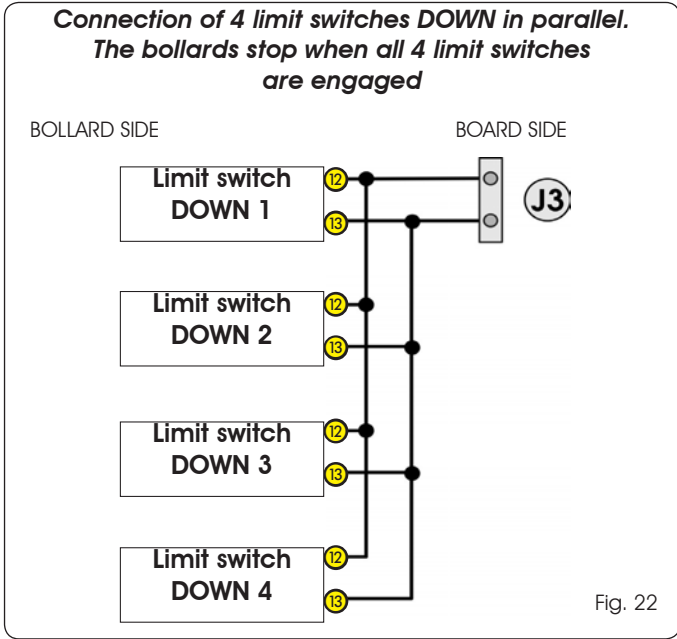 Connection of 4 limit switches DOWN in parallel.
The bollards stop when all 4 limit switches
are engaged
BOLLARD SIDE
BOARD SIDE
Limit switch
DOWN 1
12
13
J3
Limit switch
DOWN 2
12
13
Limit switch
DOWN 3
12
13
Limit switch
DOWN 4
12
13
Fig. 22